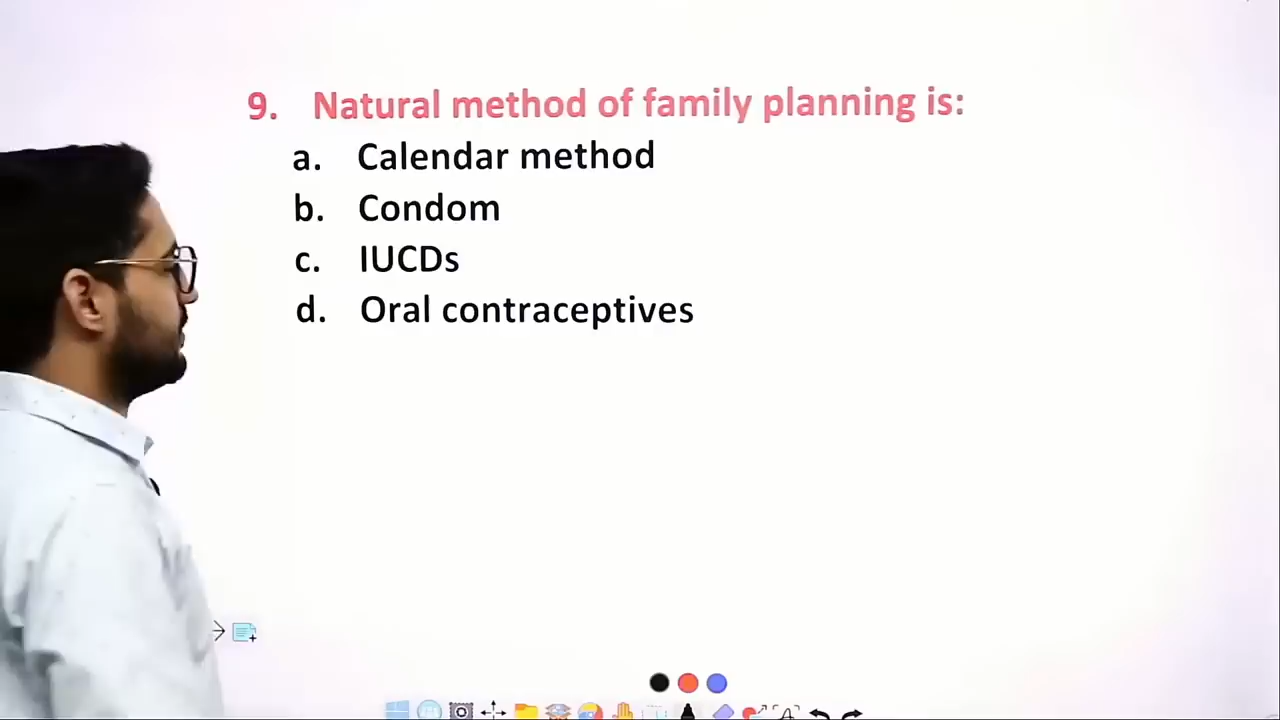 9. Natural method of family planning is:
a. Calendar method
b. Condom
c. IUCDs
d. Oral contraceptives